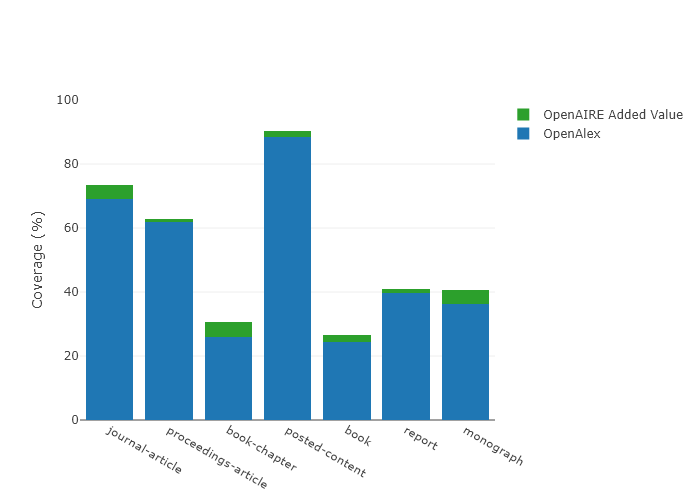 OpenAIRE Added Value
OpenAlex
Coverage (%)
100
80
60
40
20
0
journal-article
proceedings-article
book-chapter
posted-content
book
report
monograph